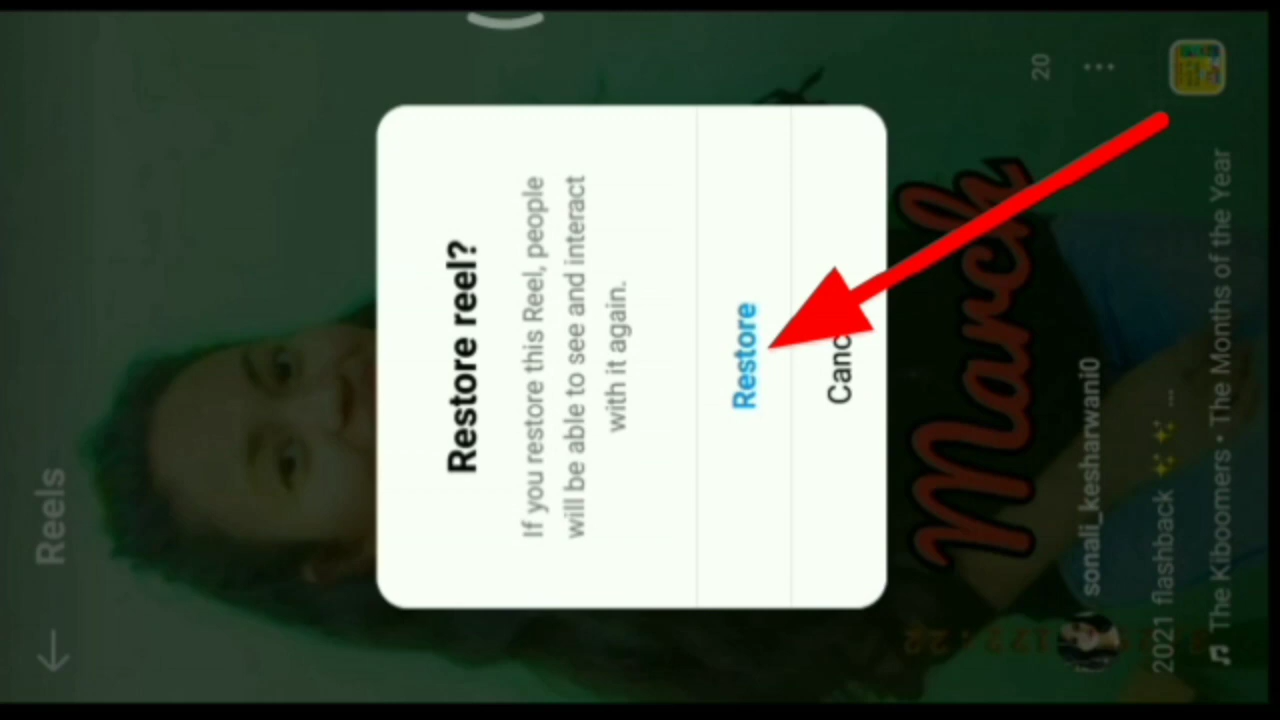 Reels
Restore reel?
If you restore this Reel, people
will be able to see and interact
with it again.
Restore
Canc
March
20
sonali_kesharwani0
2021 flashback ✨✨ ...
The Kiboomers • The Months of the Year